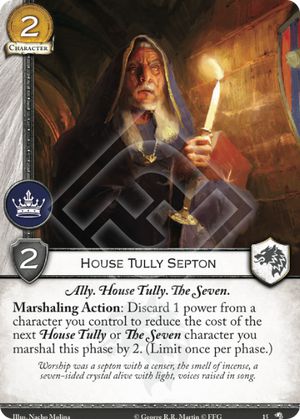 2
Character
2
House Tully Septon
Ally. House Tully. The Seven.
Marshaling Action: Discard 1 power from a
character you control to reduce the cost of the
next House Tully or The Seven character you
marshal this phase by 2. (Limit once per phase.)
Worship was a septon with a censer, the smell of incense, a
seven-sided crystal alive with light, voices raised in song.
Illus. Nacho Molina © George R.R. Martin © FFG 15